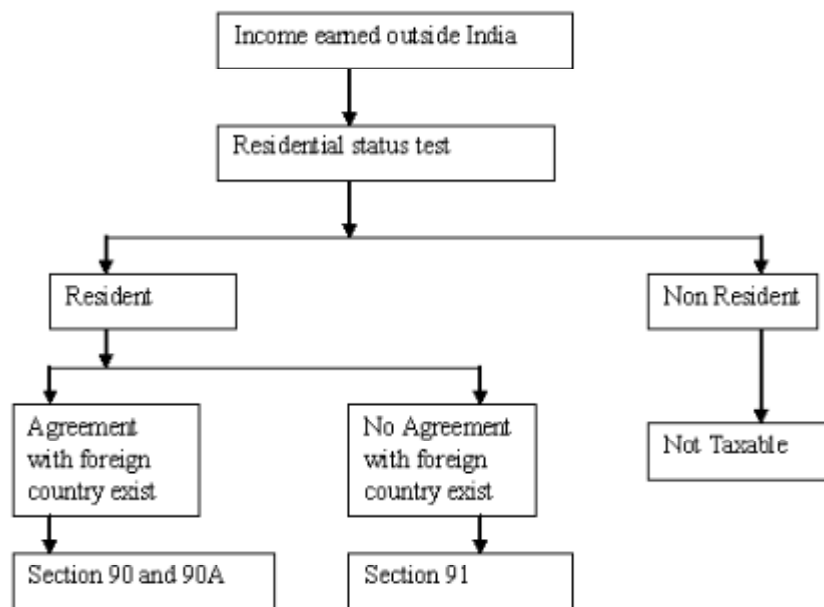 Income earned outside India
Residential status test
Resident
Non Resident
Agreement
with foreign
country exist
No Agreement
with foreign
country exist
Not Taxable
Section 90 and 90A
Section 91